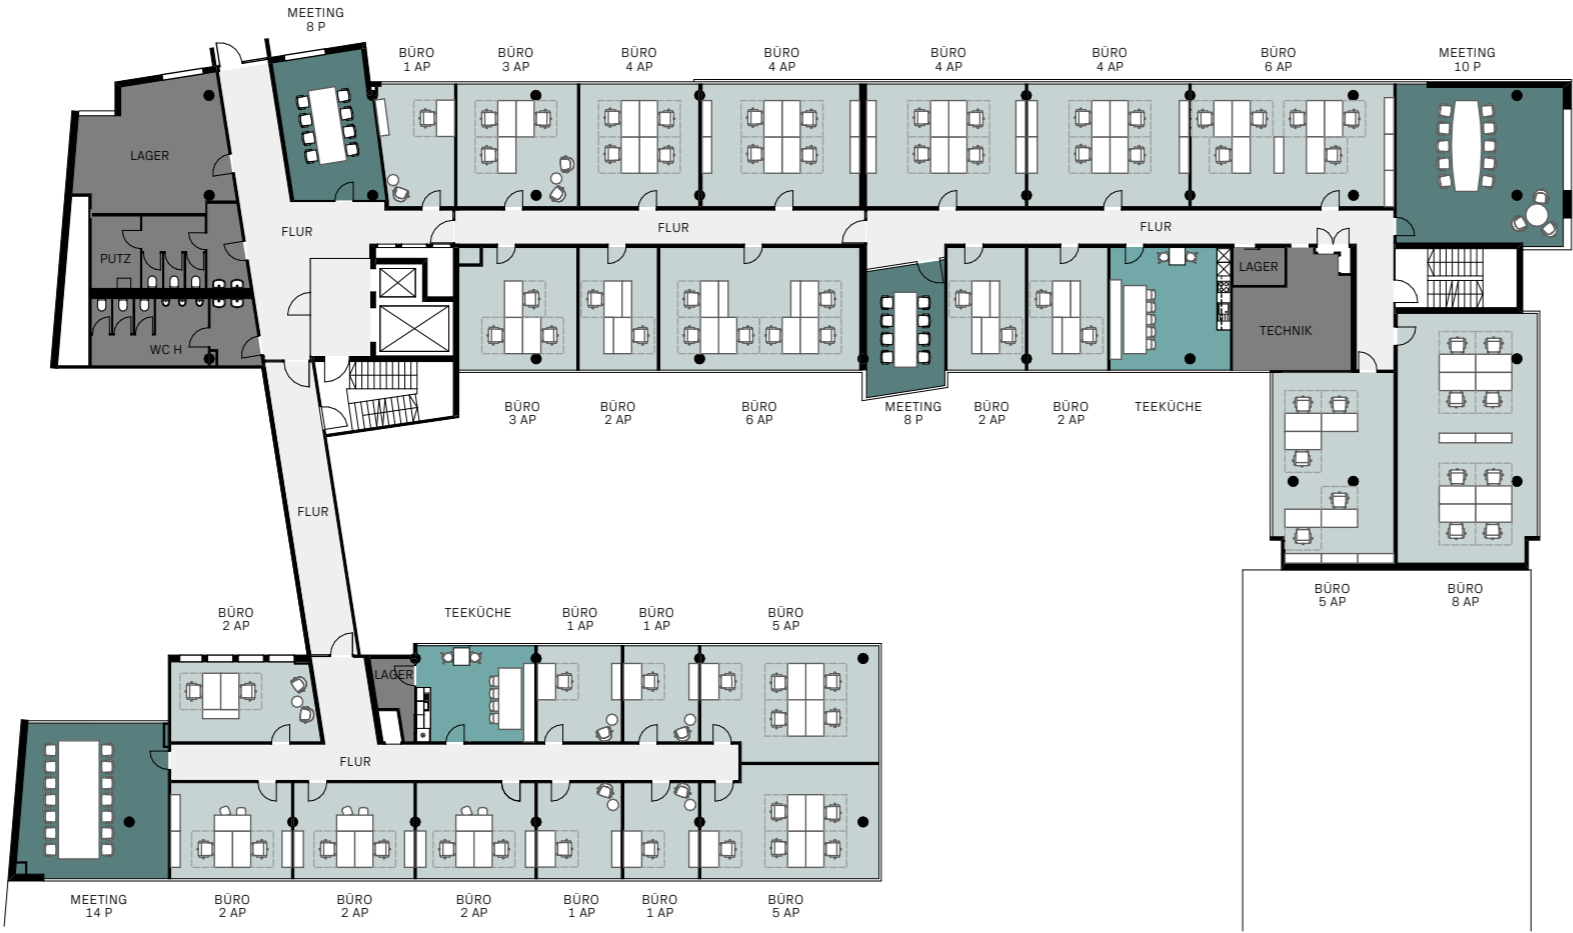 MEETING
8 P
BÜRO
1 AP
BÜRO
3 AP
BÜRO
4 AP
BÜRO
4 AP
BÜRO
4 AP
BÜRO
4 AP
BÜRO
6 AP
MEETING
10 P
LAGER
FLUR
FLUR
FLUR
PUTZ
LAGER
WC H
TECHNIK
BÜRO
3 AP
BÜRO
2 AP
BÜRO
6 AP
MEETING
8 P
BÜRO
2 AP
BÜRO
2 AP
TEEKÜCHE
FLUR
BÜRO
5 AP
BÜRO
8 AP
BÜRO
2 AP
TEEKÜCHE
BÜRO
1 AP
BÜRO
1 AP
BÜRO
5 AP
LAGER
FLUR
MEETING
14 P
BÜRO
2 AP
BÜRO
2 AP
BÜRO
2 AP
BÜRO
1 AP
BÜRO
1 AP
BÜRO
5 AP